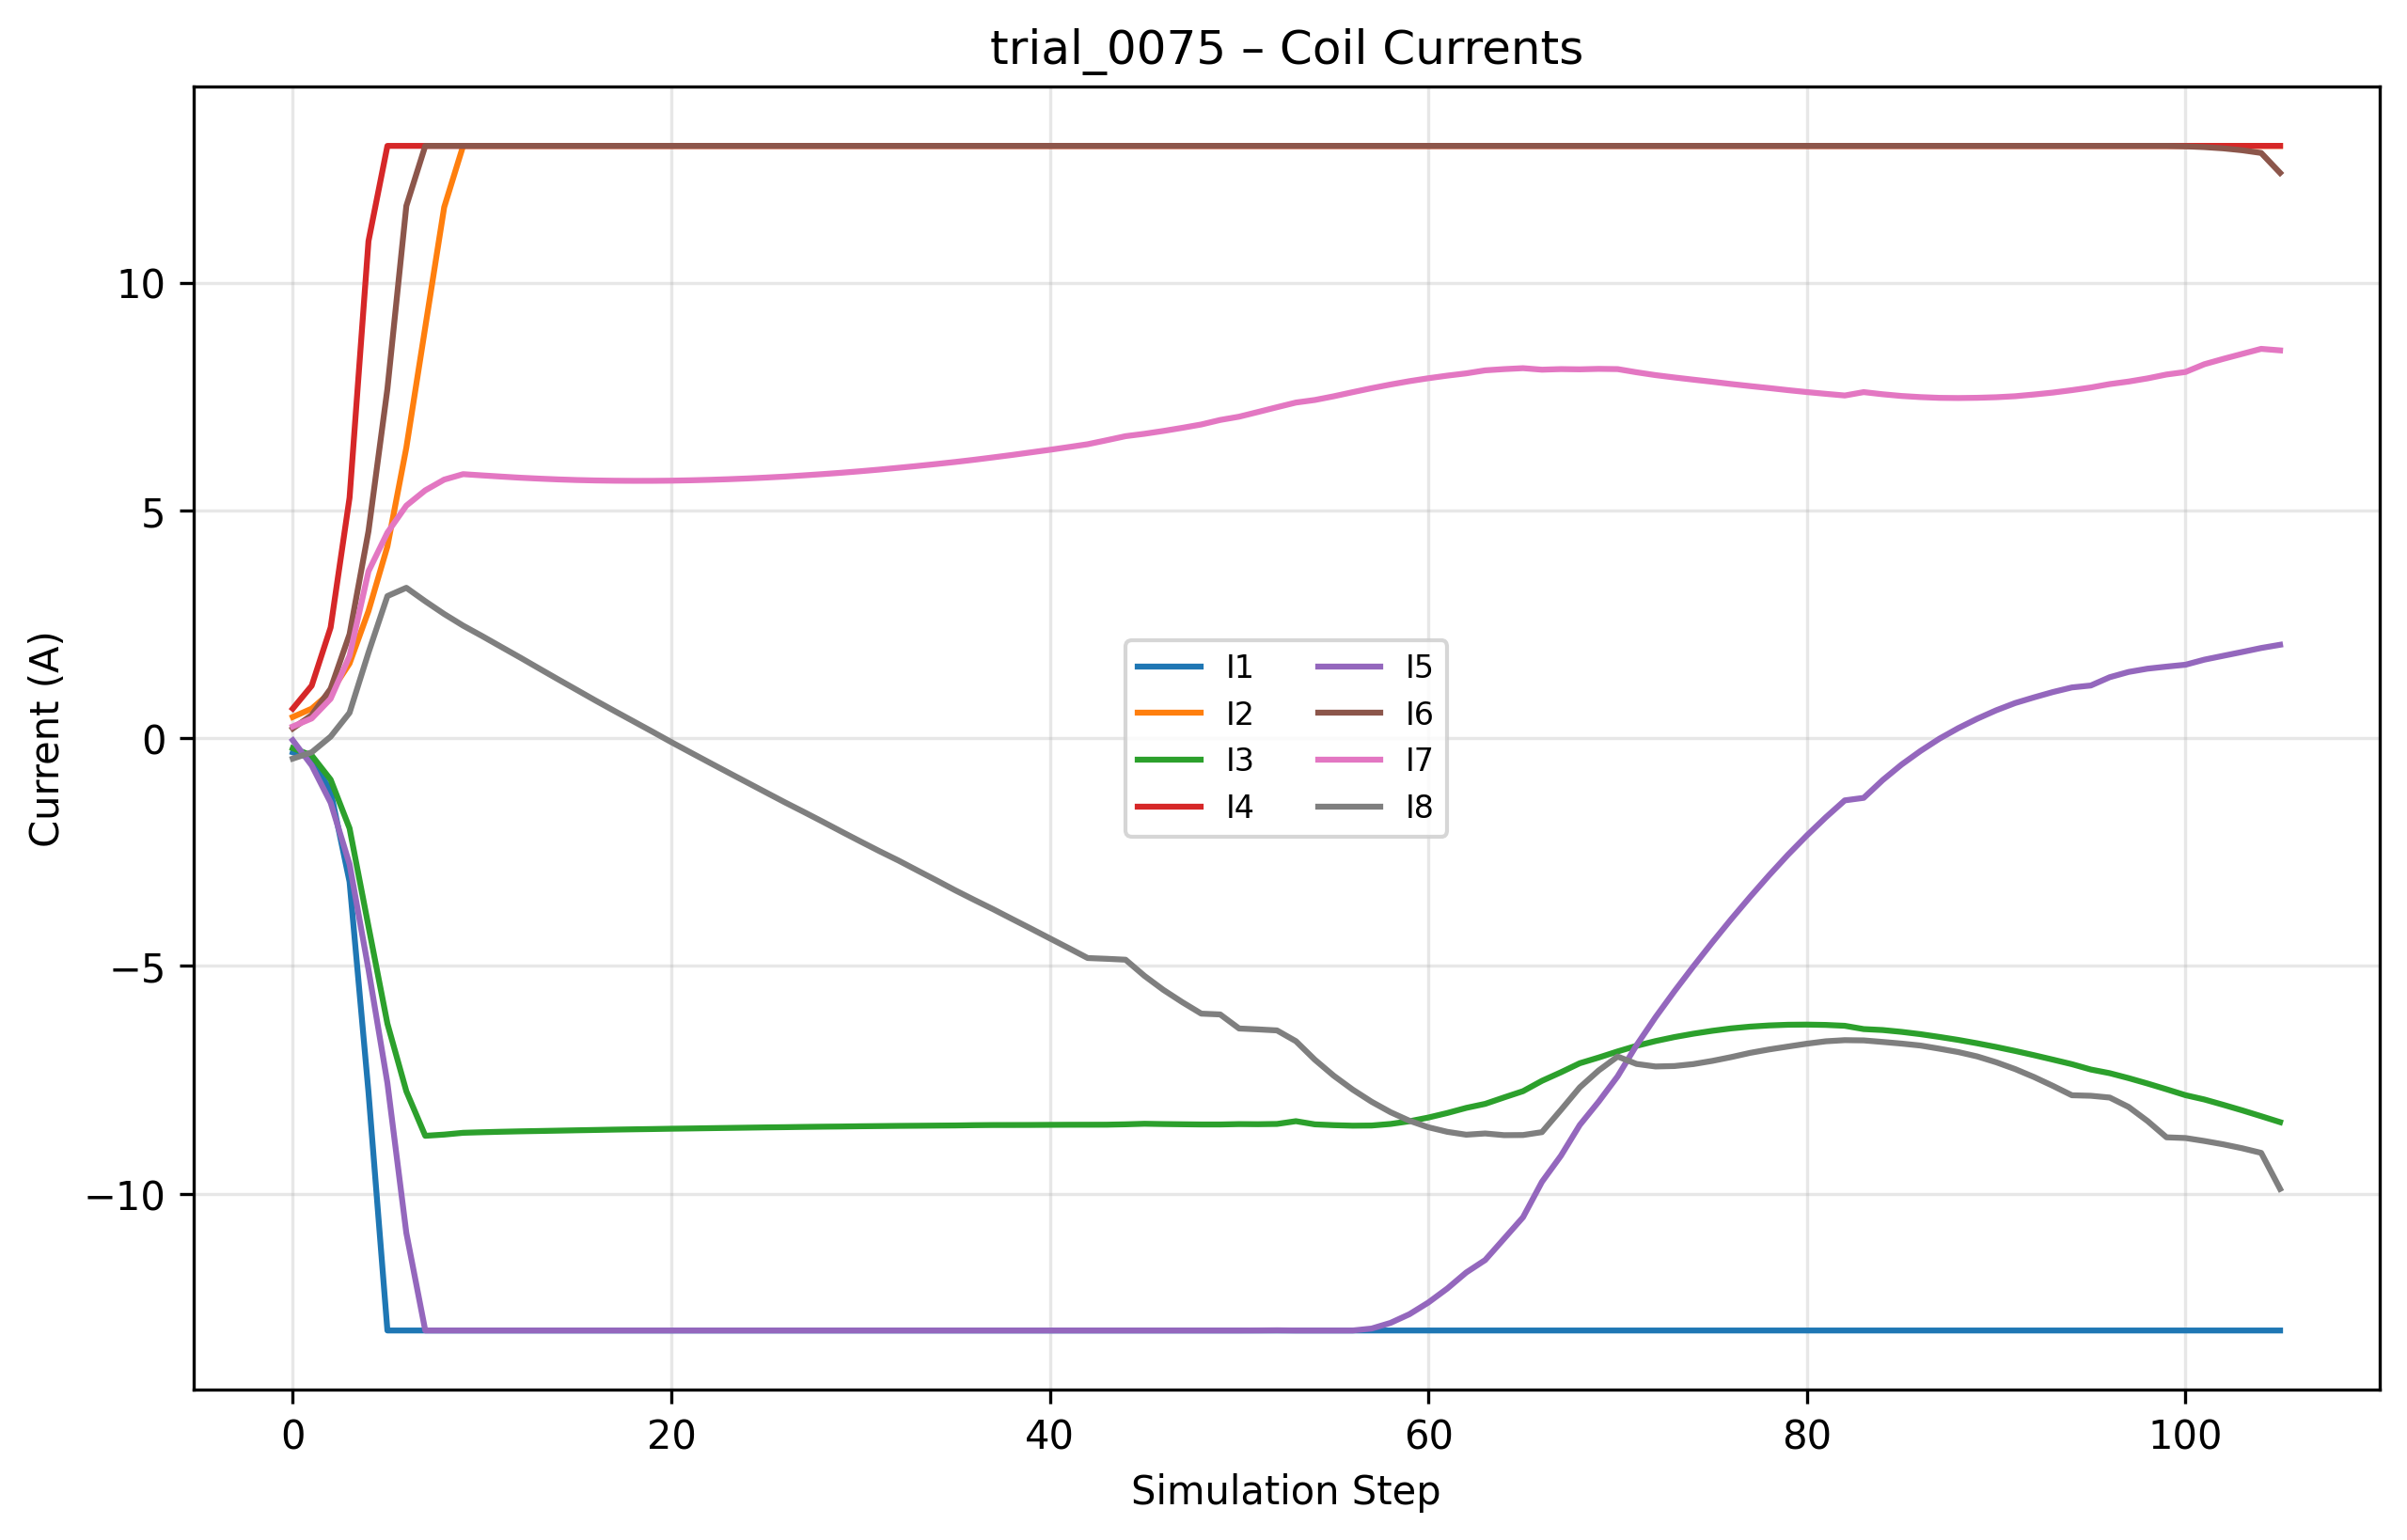 trial_0075 – Coil Currents
Current (A)
10
5
0
−5
−10
I1 I5
I2 I6
I3 I7
I4 I8
0 20 40 60 80 100
Simulation Step